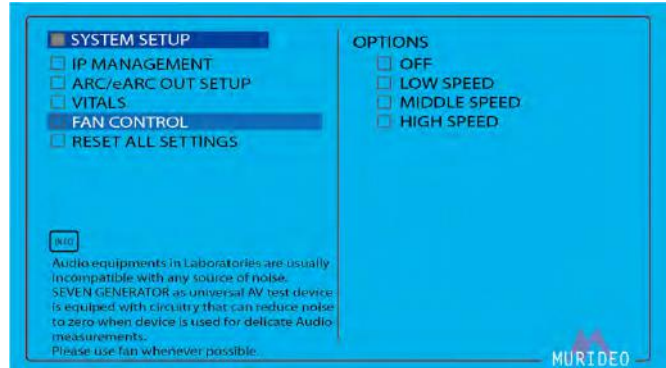 SYSTEM SETUP
IP MANAGEMENT
ARC/eARC OUT SETUP
VITALS
FAN CONTROL
RESET ALL SETTINGS
OPTIONS
OFF
LOW SPEED
MIDDLE SPEED
HIGH SPEED
INFO
Audio equipments in Laboratories are usually
incompatible with any source of noise.
SEVEN GENERATOR as universal AV test device
is equiped with circuitry that can reduce noise
to zero when device is used for delicate Audio
measurements.
Please use fan whenever possible.
MURIDEO